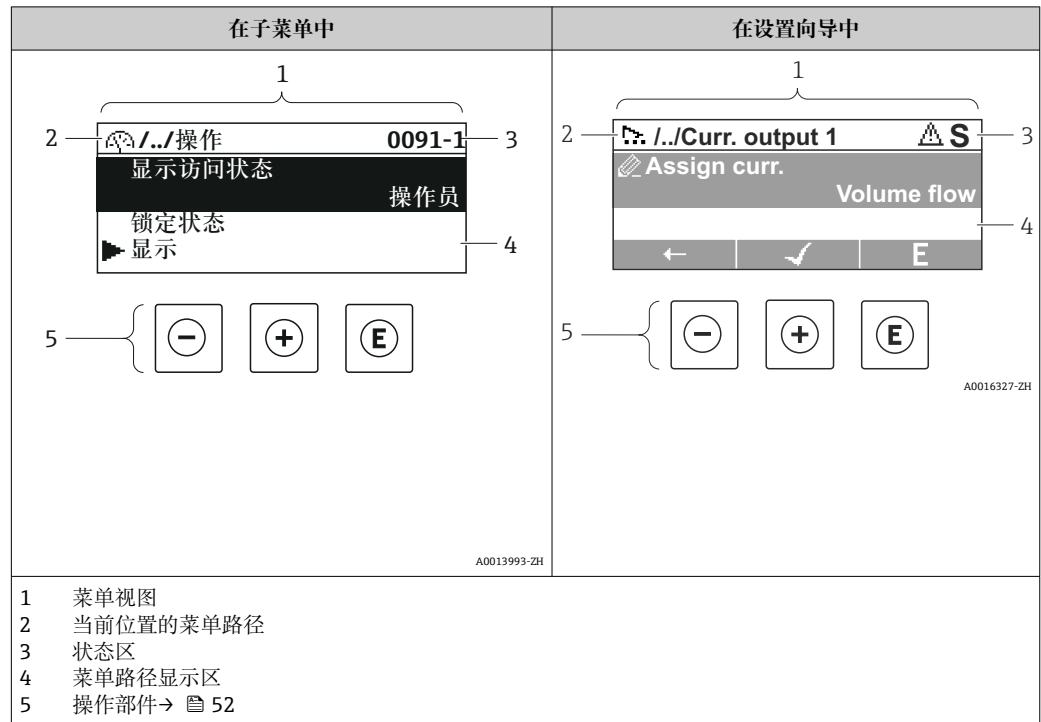 在子菜单中
在设置向导中
1
2
/../操作 0091-1
3
显示访问状态
操作员
锁定状态
显示
4
5
- + E
A0013993-ZH
1
2
/../Curr. output 1 S
3
Assign curr.
Volume flow
4
← ✓ E
5
- + E
A0016327-ZH
1 菜单视图
2 当前位置的菜单路径
3 状态区
4 菜单路径显示区
5 操作部件→ 52